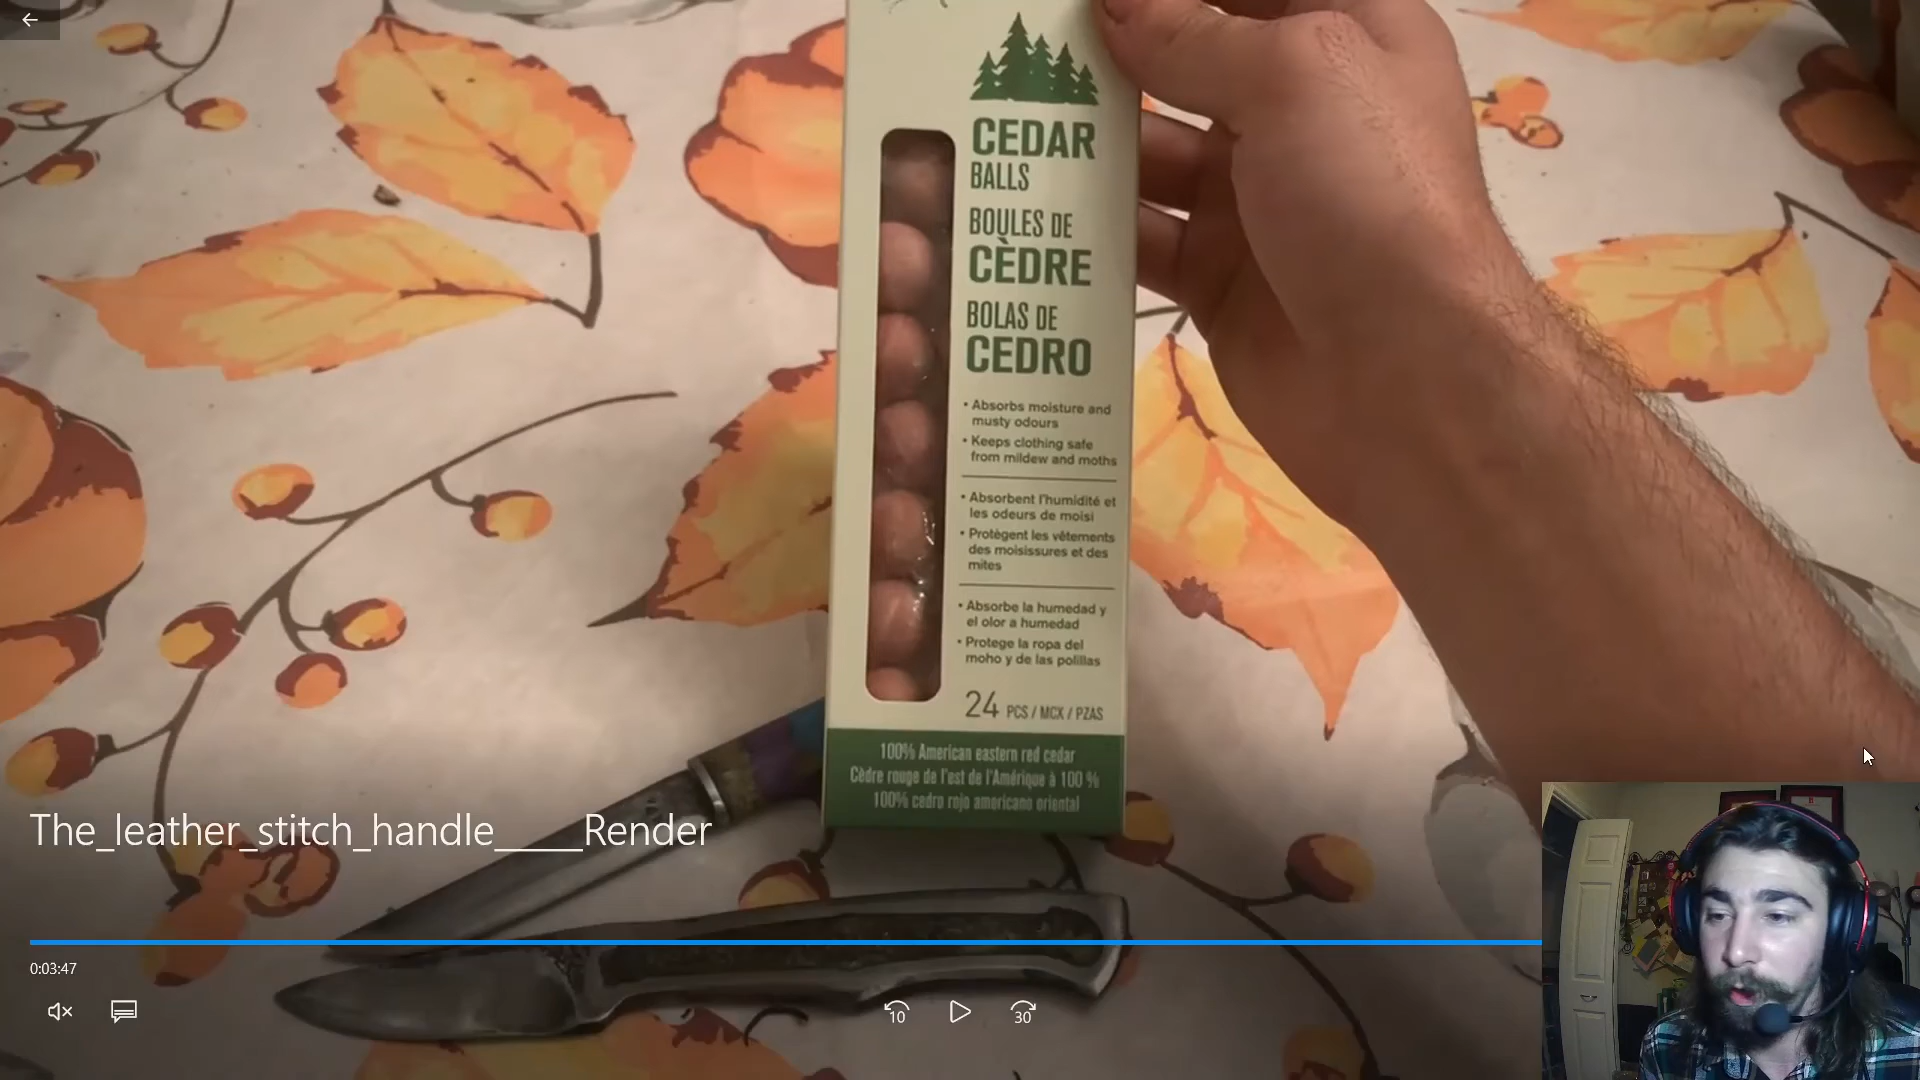 CEDAR
BALLS
BOULES DE
CÈDRE
BOLAS DE
CEDRO
• Absorbs moisture and
musty odours
• Keeps clothing safe
from mildew and moths
• Absorbent l'humidité et
les odeurs de moisi
• Protègent les vêtements
des moisissures et des
mites
• Absorbe la humedad y
el olor a humedad
• Protege la ropa del
moho y de las polillas
24 PCS / MCX / PZAS
100% American eastern red cedar
Cèdre rouge de l'est de l'Amérique à 100 %
100% cedro rojo americano oriental
The_leather_stitch_handle____Render
0:03:47
10
30